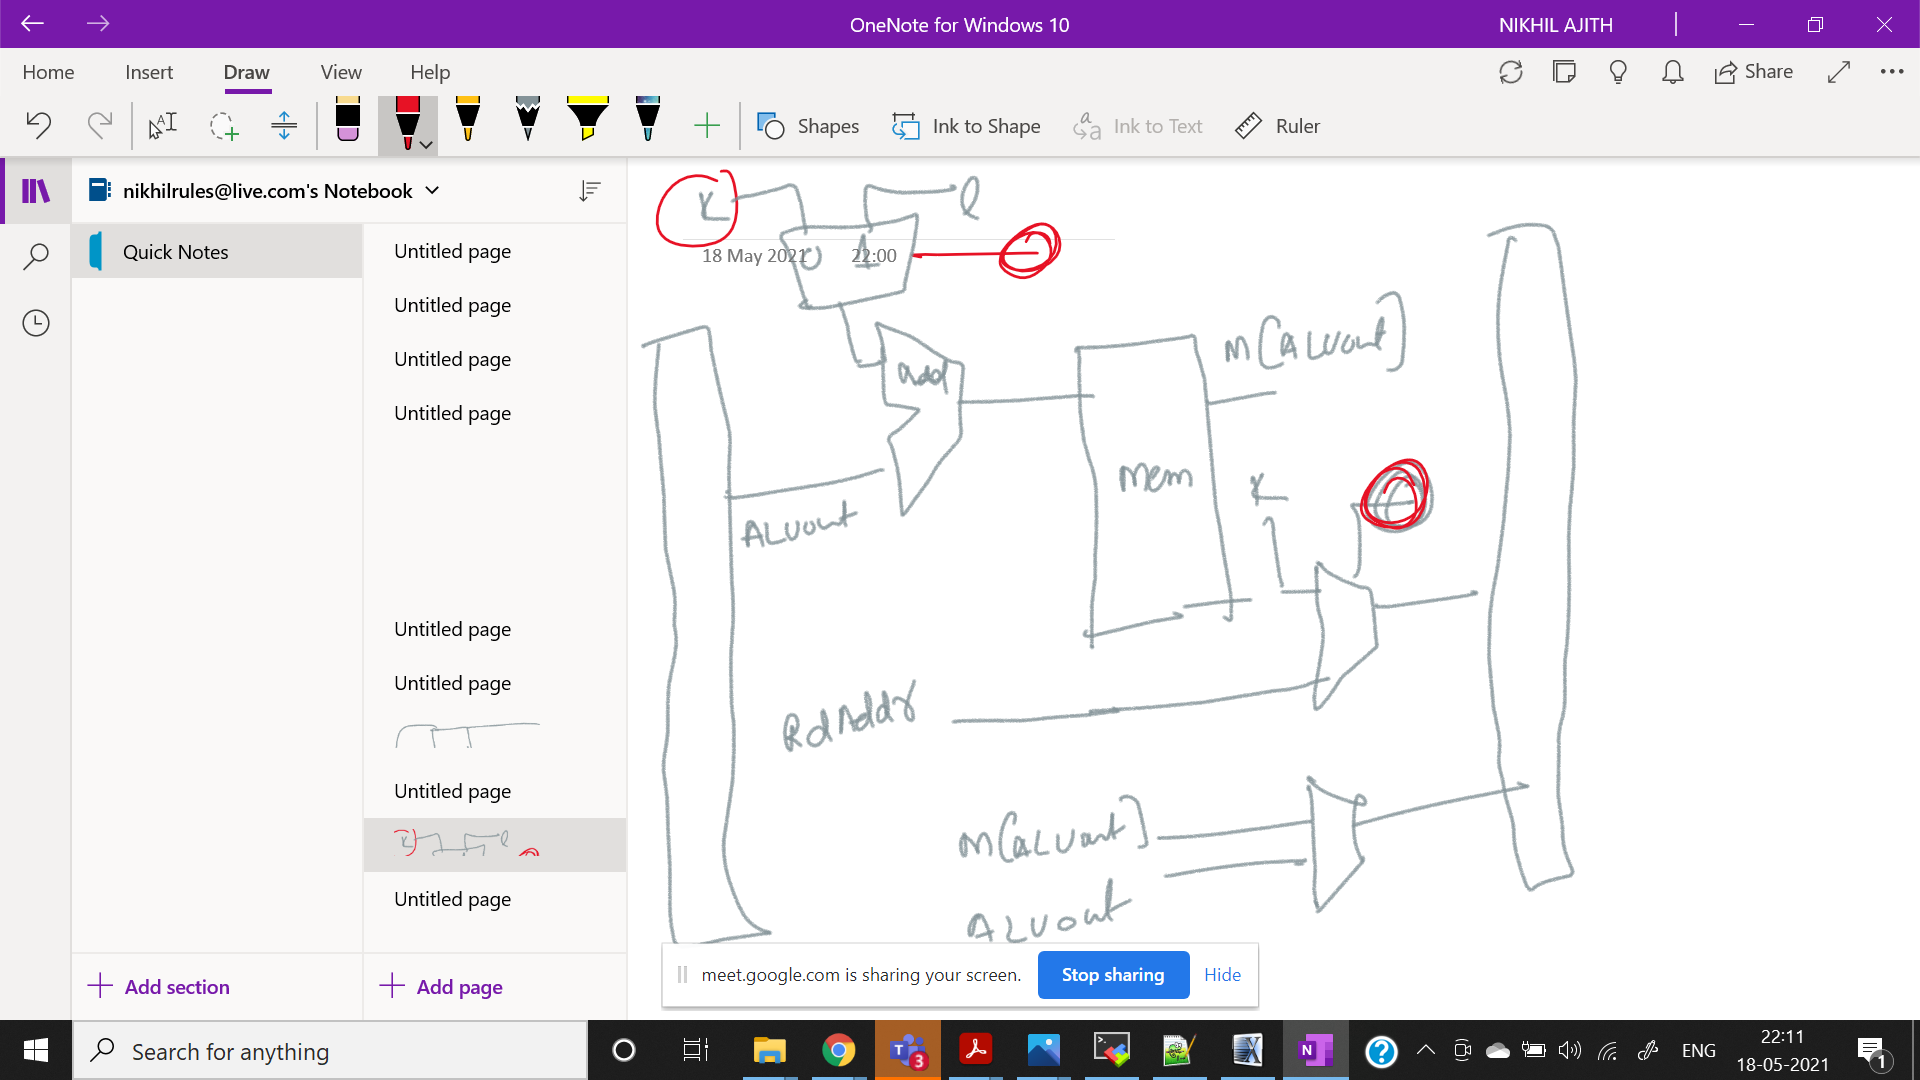 OneNote for Windows 10
NIKHIL AJITH
Home Insert Draw View Help
Share
Shapes Ink to Shape Ink to Text Ruler
nikhilrules@live.com's Notebook
Quick Notes
Untitled page
Untitled page
Untitled page
Untitled page
Untitled page
Untitled page
Untitled page
Untitled page
Add section
Add page
K
18 May 2021 22:00
0 1
add
M[ALUout]
Mem
K
ALUout
RdAddr
M[ALUout]
ALUout
meet.google.com is sharing your screen. Stop sharing Hide
Search for anything
3
ENG
22:11
18-05-2021
1